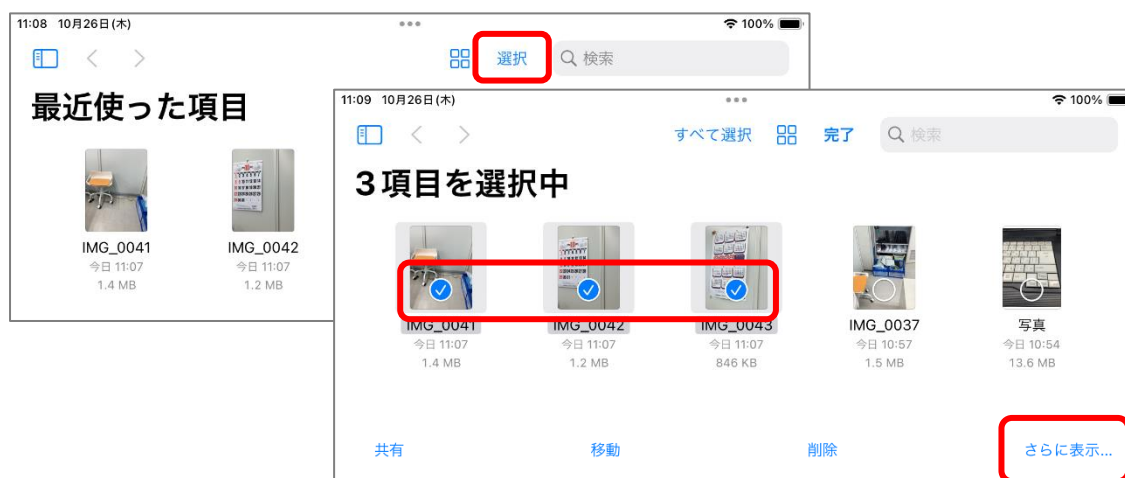 11:08 10月26日(木)
100%
選択
検索
最近使った項目
IMG_0041
IMG_0042
今日 11:07
今日 11:07
1.4 MB
1.2 MB
11:09 10月26日(木)
100%
すべて選択
完了
検索
3項目を選択中
IMG_0041
IMG_0042
IMG_0043
IMG_0037
写真
今日 11:07
今日 11:07
今日 11:07
今日 10:57
今日 10:54
1.4 MB
1.2 MB
846 KB
1.5 MB
13.6 MB
共有
移動
削除
さらに表示...